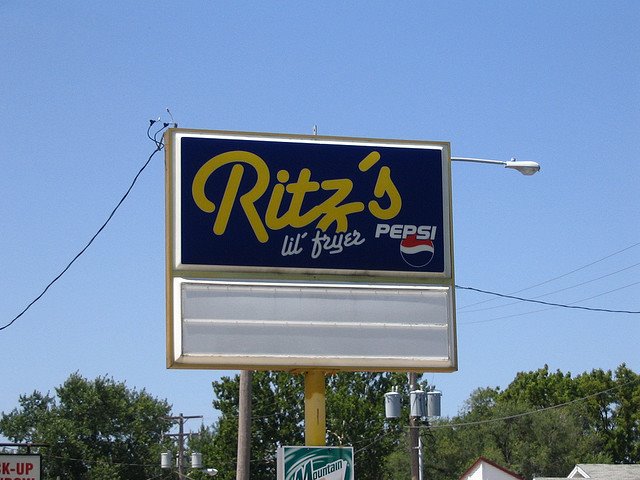 Ritz's
lil' fryer
PEPSI
Mountain
K-UP